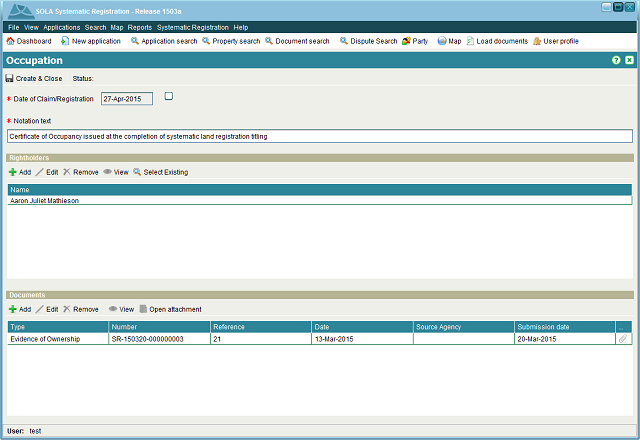 SOLA Systematic Registration - Release 1503a
File View Applications Search Map Reports Systematic Registration Help
Dashboard New application Application search Property search Document search Dispute Search Party Map Load documents User profile
Occupation
Create & Close Status:
* Date of Claim/Registration 27-Apr-2015
* Notation text
Certificate of Occupancy issued at the completion of systematic land registration titling
Rightholders
Add Edit Remove View Select Existing
Name
Aaron Juliet Mathieson
Documents
Add Edit Remove View Open attachment
Type Number Reference Date Source Agency Submission date ...
Evidence of Ownership SR-150320-000000003 21 13-Mar-2015 20-Mar-2015
User: test